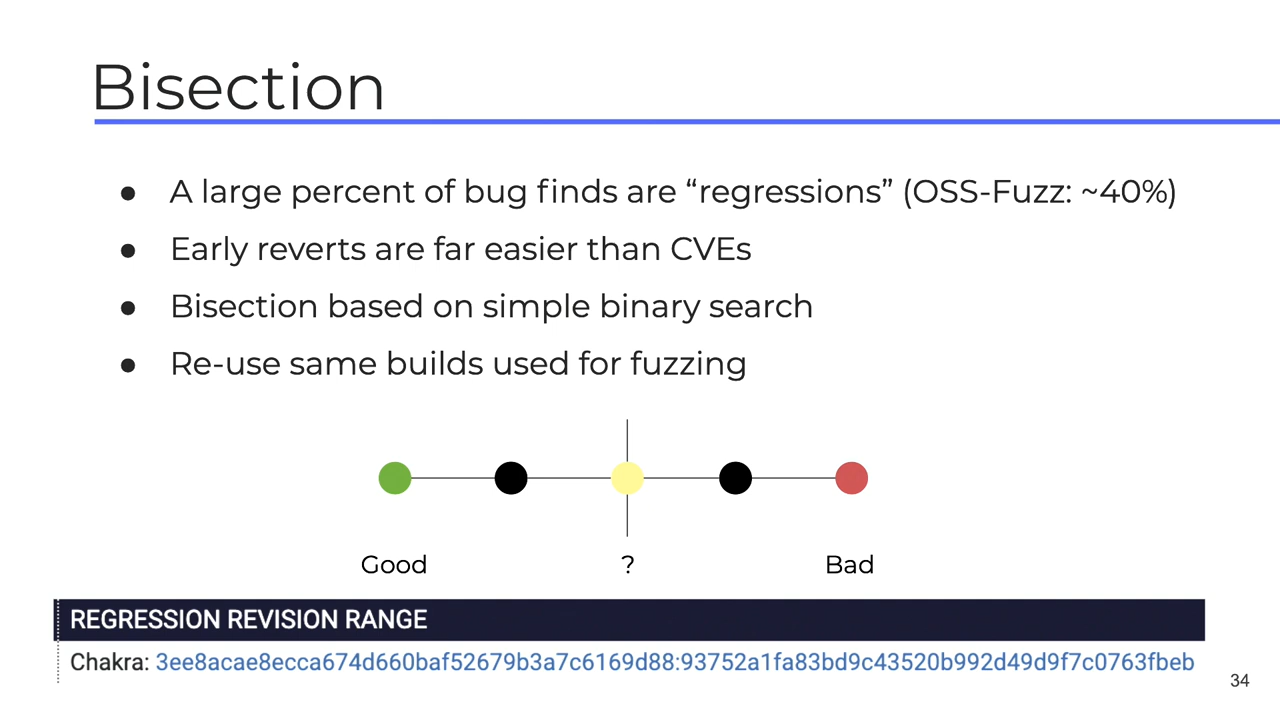 Bisection
● A large percent of bug finds are “regressions” (OSS-Fuzz: ~40%)
● Early reverts are far easier than CVEs
● Bisection based on simple binary search
● Re-use same builds used for fuzzing
Good ? Bad
REGRESSION REVISION RANGE
Chakra: 3ee8acae8ecca674d660baf52679b3a7c6169d88:93752a1fa83bd9c43520b992d49d9f7c0763fbeb
34